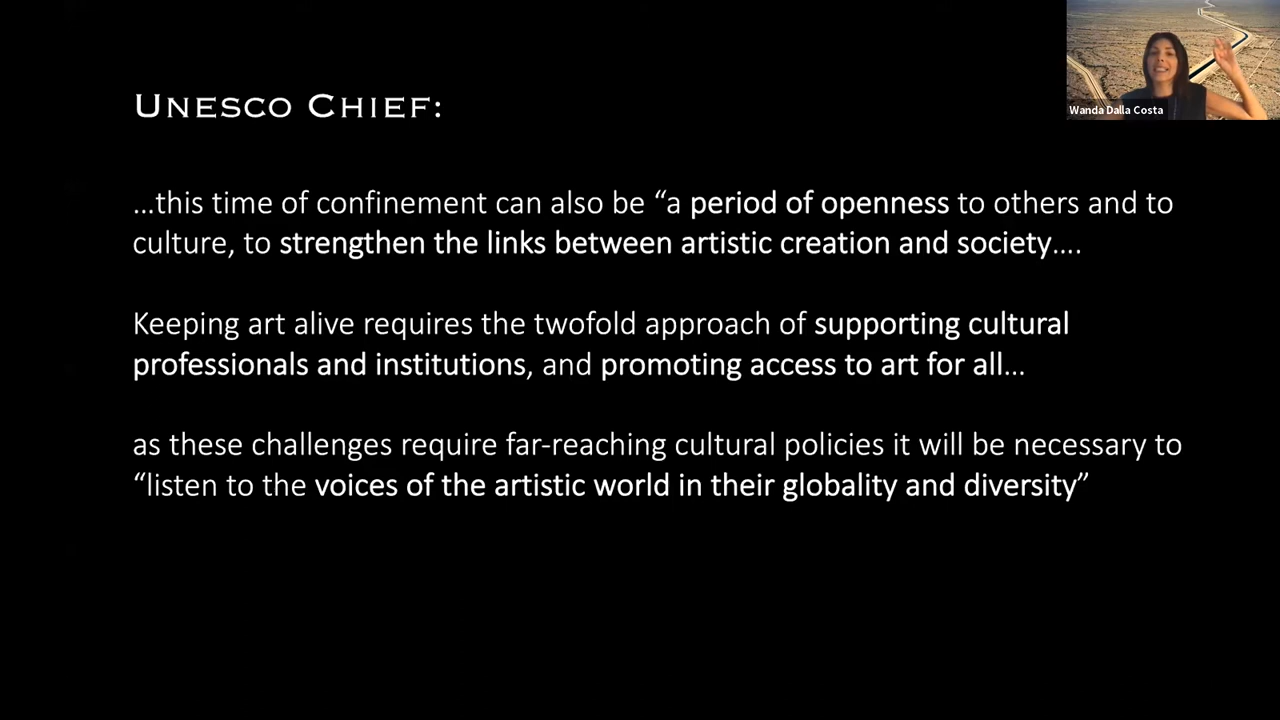 UNESCO CHIEF:
Wanda Dalla Costa
...this time of confinement can also be “a period of openness to others and to
culture, to strengthen the links between artistic creation and society....
Keeping art alive requires the twofold approach of supporting cultural
professionals and institutions, and promoting access to art for all...
as these challenges require far-reaching cultural policies it will be necessary to
“listen to the voices of the artistic world in their globality and diversity”